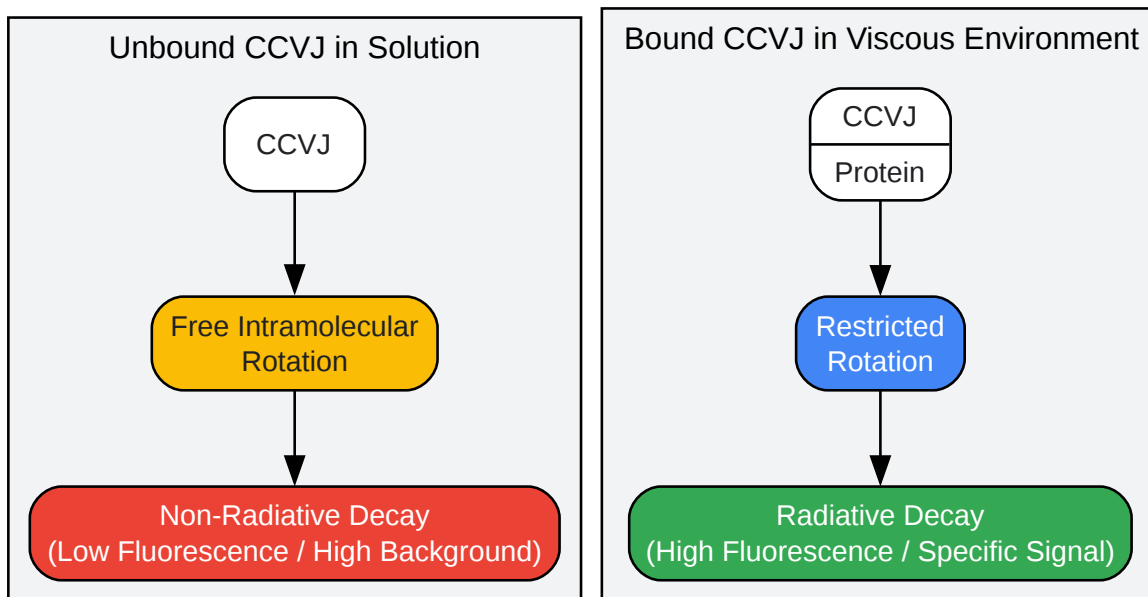 Unbound CCVJ in Solution
CCVJ
Free Intramolecular
Rotation
Non-Radiative Decay
(Low Fluorescence / High Background)
Bound CCVJ in Viscous Environment
CCVJ
Protein
Restricted
Rotation
Radiative Decay
(High Fluorescence / Specific Signal)